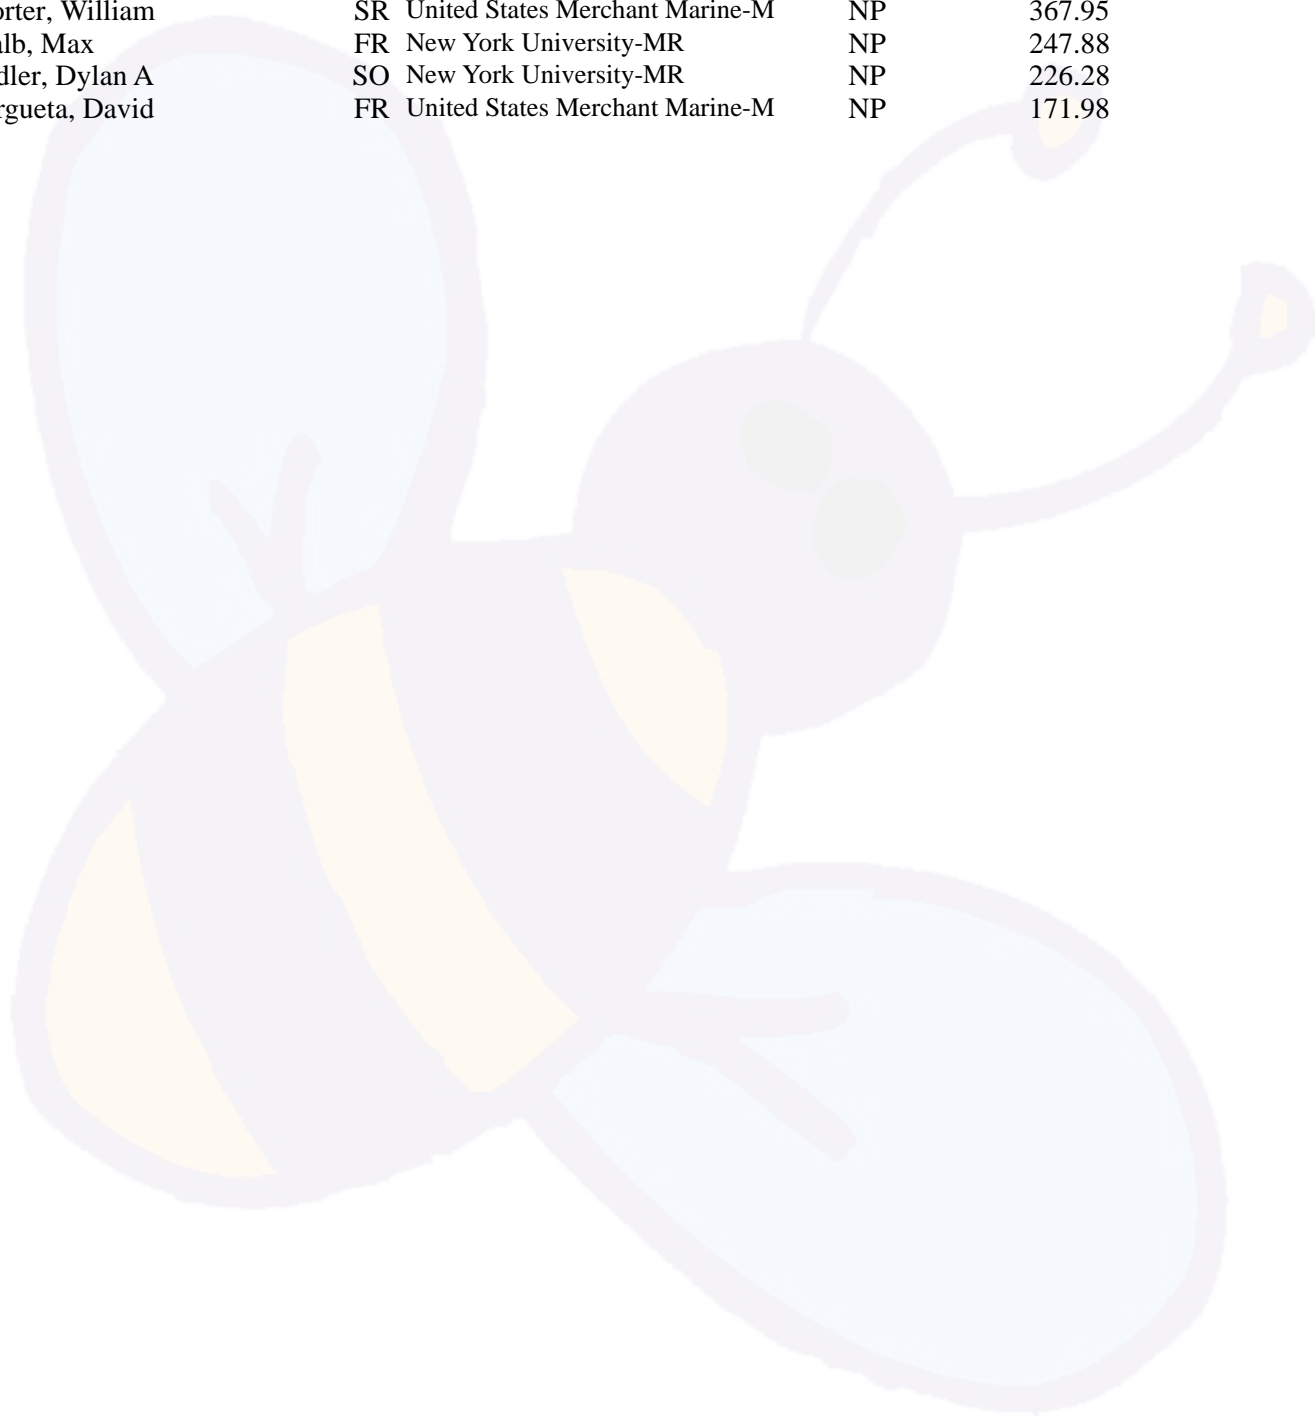 orter, William SR United States Merchant Marine-M NP 367.95
alb, Max FR New York University-MR NP 247.88
dler, Dylan A SO New York University-MR NP 226.28
rgueta, David FR United States Merchant Marine-M NP 171.98